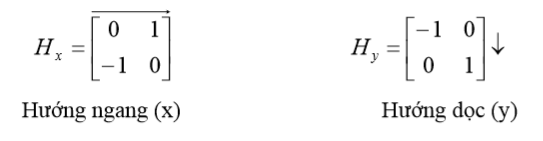 H_x = [0 1; -1 0]
H_y = [-1 0; 0 1] ↓
Hướng ngang (x)
Hướng dọc (y)